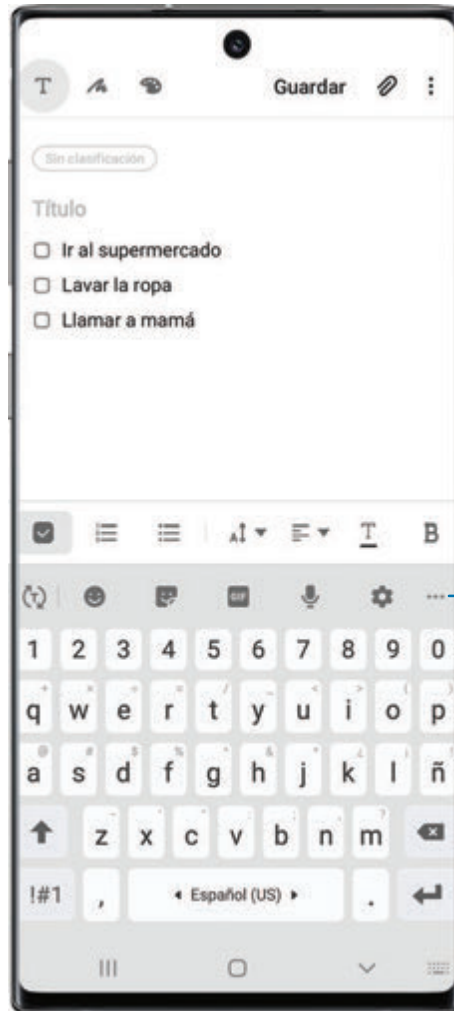 T Guardar
Sin clasificación
Título
Ir al supermercado
Lavar la ropa
Llamar a mamá
A T B
T GIF
1 2 3 4 5 6 7 8 9 0
q w e r t y u i o p
a s d f g h j k l ñ
z x c v b n m
!#1 , Español (US) .